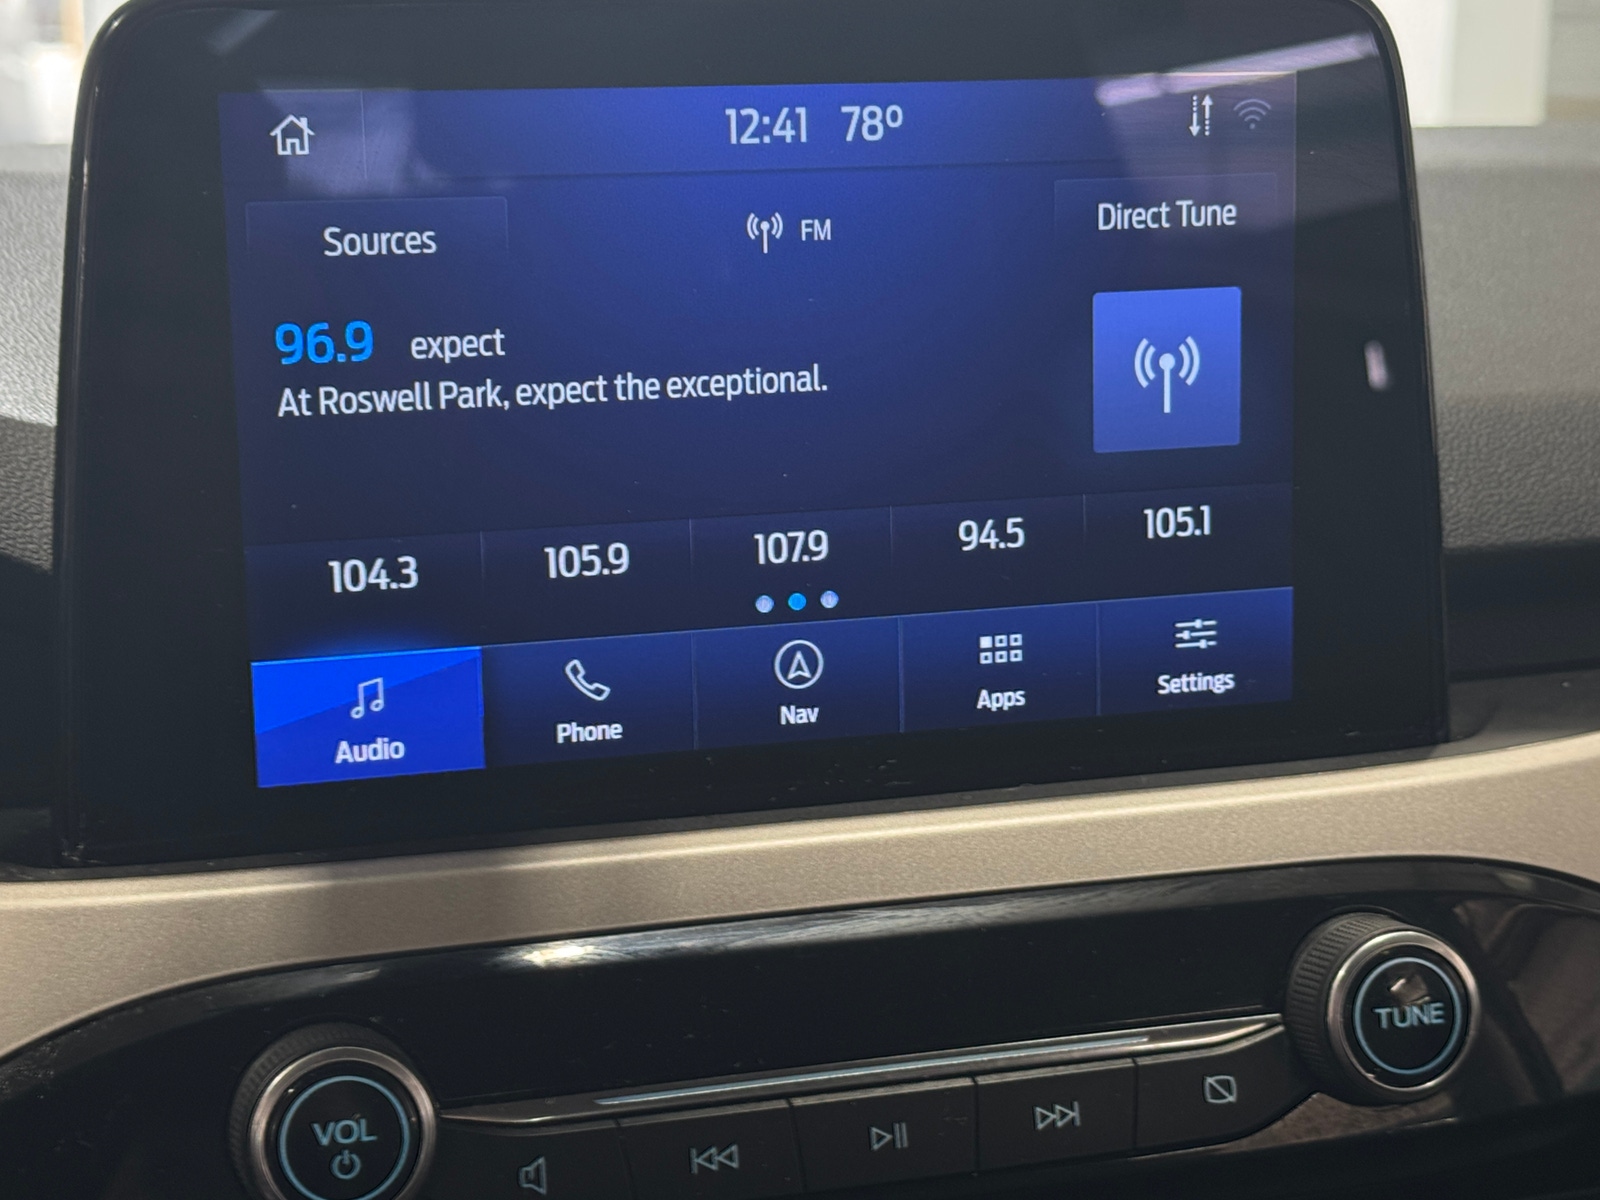 12:41 78º
Sources
FM
Direct Tune
96.9 expect
At Roswell Park, expect the exceptional.
104.3 105.9 107.9 94.5 105.1
Audio Phone Nav Apps Settings
TUNE
VOL